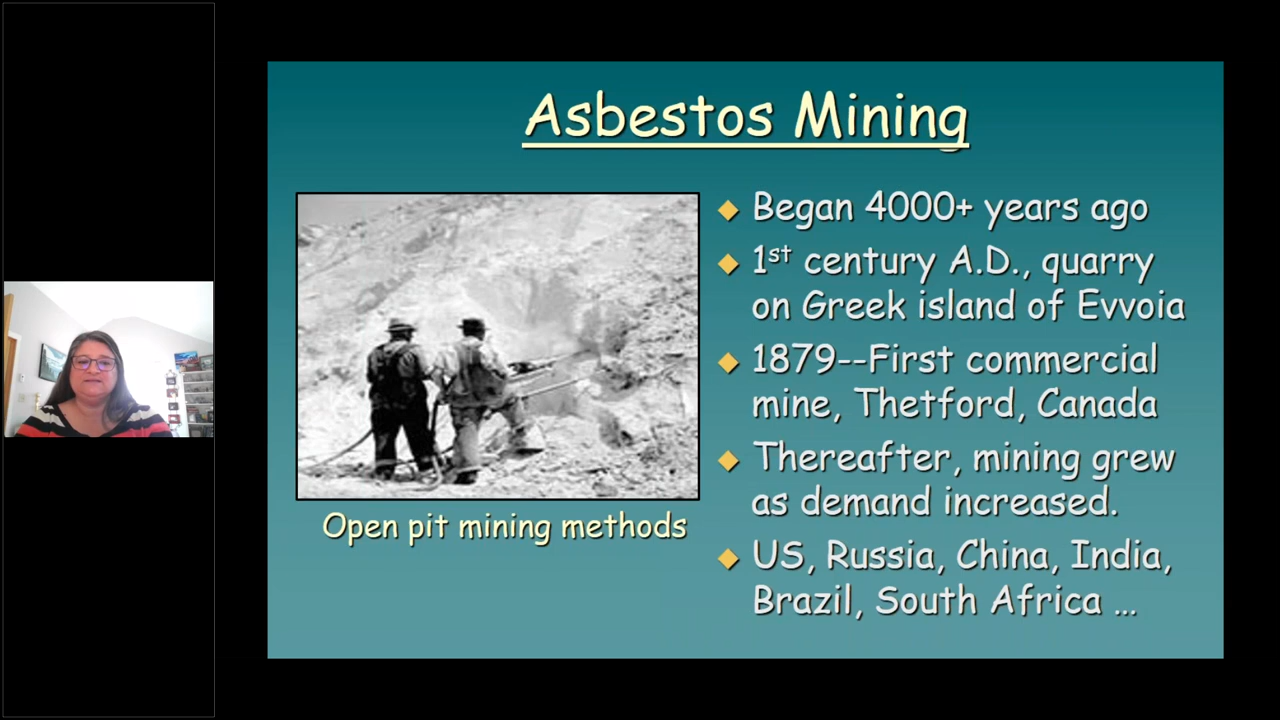 Asbestos Mining
Began 4000+ years ago
1st century A.D., quarry
on Greek island of Evvoia
1879--First commercial
mine, Thetford, Canada
Thereafter, mining grew
as demand increased.
US, Russia, China, India,
Brazil, South Africa ...
Open pit mining methods